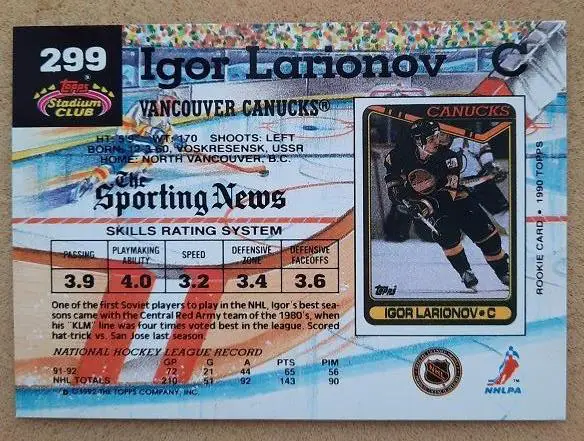 299
Igor Larionov C
Topps
Stadium
CLUB
VANCOUVER CANUCKS®
HT: 5'9" WT: 170 SHOOTS: LEFT
BORN: 12-3-60, VOSKRESENSK, USSR
HOME: NORTH VANCOUVER, B.C.
The
Sporting News
SKILLS RATING SYSTEM
PASSING PLAYMAKING ABILITY SPEED DEFENSIVE ZONE DEFENSIVE FACEOFFS
3.9 4.0 3.2 3.4 3.6
One of the first Soviet players to play in the NHL, Igor's best sea-
sons came with the Central Red Army team of the 1980's, when
his "KLM" line was four times voted best in the league. Scored
hat-trick vs. San Jose last season.
NATIONAL HOCKEY LEAGUE RECORD
GP G A PTS PIM
91-92 72 21 44 65 56
NHL TOTALS 210 51 92 143 90
©1992 THE TOPPS COMPANY, INC.
CANUCKS
Topps
IGOR LARIONOV • C
ROOKIE CARD • 1990 TOPPS
NHL
NHLPA
™